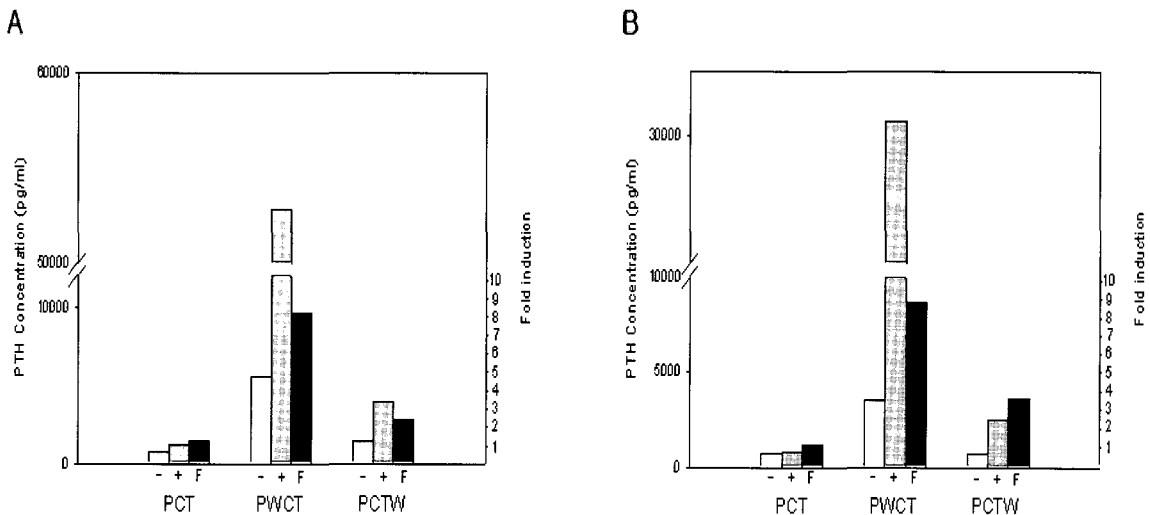 A
60000
50000
10000
0
PTH Concentration (pg/ml)
10
9
8
7
6
5
4
3
2
1
Fold induction
- + F - + F - + F
PCT PWCT PCTW
B
30000
10000
5000
0
PTH Concentration (pg/ml)
10
9
8
7
6
5
4
3
2
1
Fold induction
- + F - + F - + F
PCT PWCT PCTW